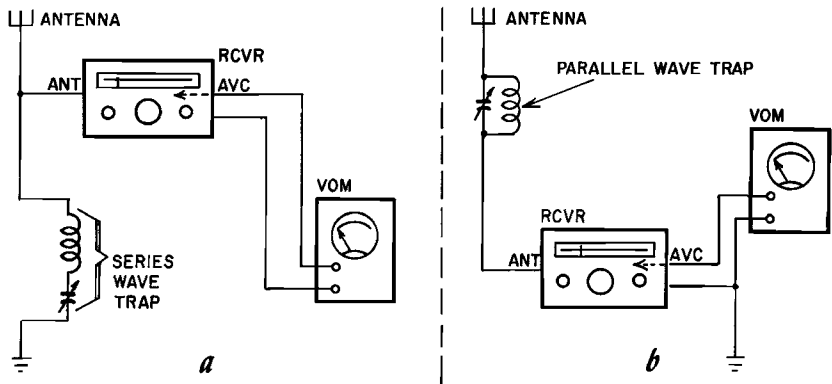 ANTENNA
RCVR
ANT
AVC
VOM
SERIES
WAVE
TRAP
a
ANTENNA
PARALLEL WAVE TRAP
VOM
RCVR
ANT
AVC
b